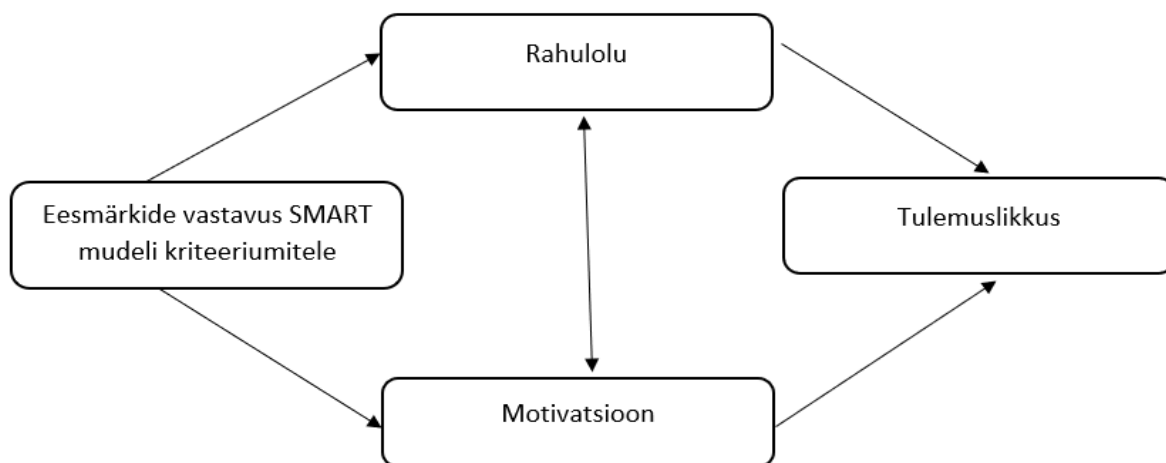 Rahulolu
Eesmärkide vastavus SMART
mudeli kriteeriumitele
Tulemuslikkus
Motivatsioon